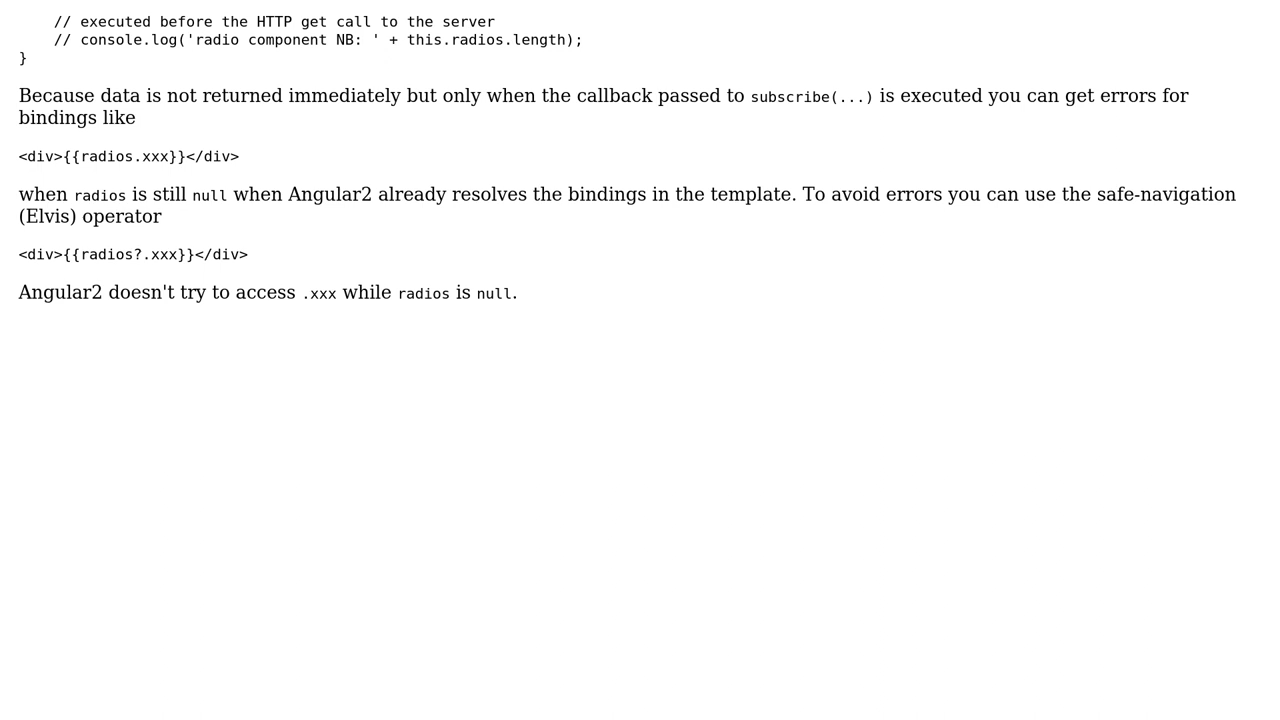 // executed before the HTTP get call to the server
    // console.log('radio component NB: ' + this.radios.length);
}
Because data is not returned immediately but only when the callback passed to subscribe(...) is executed you can get errors for
bindings like
<div>{{radios.xxx}}</div>
when radios is still null when Angular2 already resolves the bindings in the template. To avoid errors you can use the safe-navigation
(Elvis) operator
<div>{{radios?.xxx}}</div>
Angular2 doesn't try to access .xxx while radios is null.